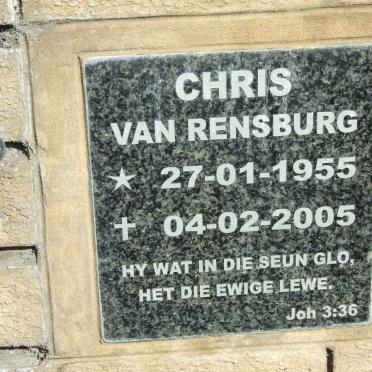 CHRIS
VAN RENSBURG
★ 27-01-1955
✝ 04-02-2005
HY WAT IN DIE SEUN GLO,
HET DIE EWIGE LEWE.
Joh 3:36